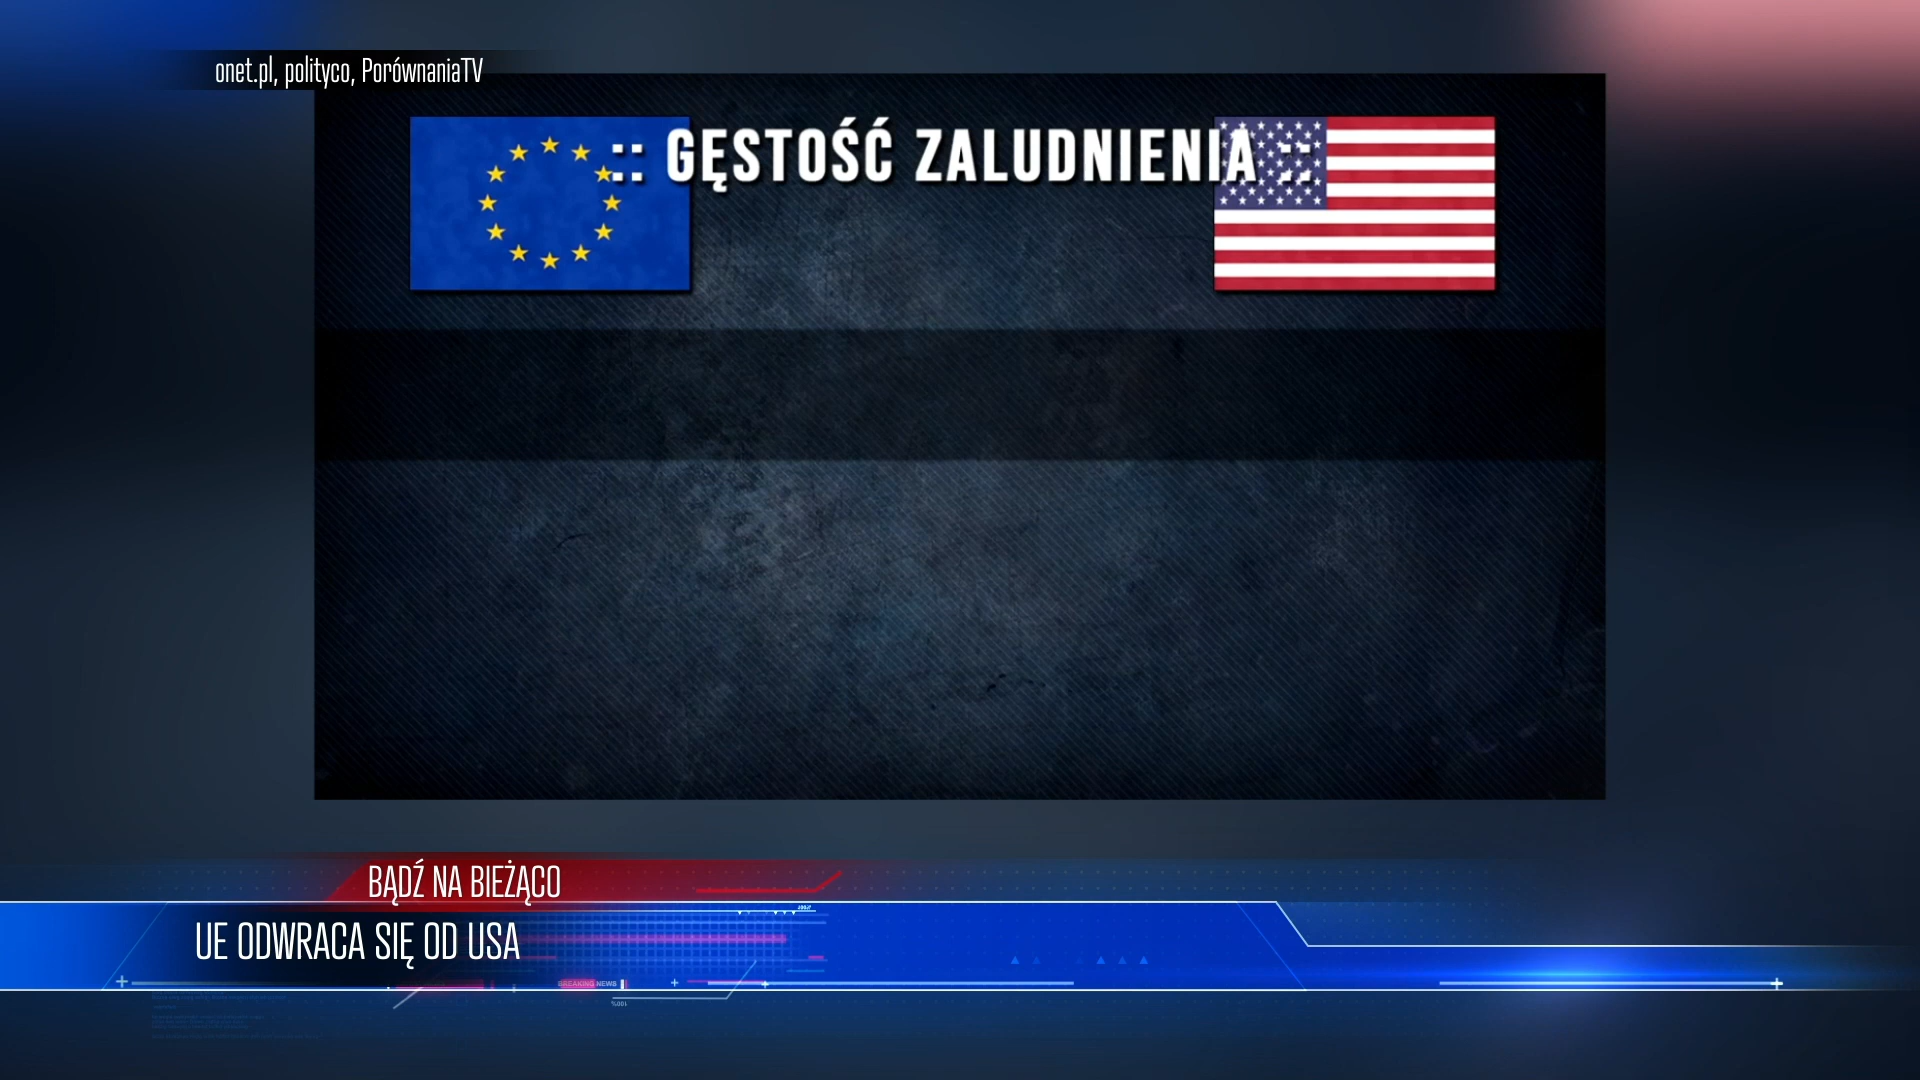 onet.pl, polityco, PorównaniaTV
:: GĘSTOŚĆ ZALUDNIENIA ::
BĄDŹ NA BIEŻĄCO
UE ODWRACA SIĘ OD USA
BREAKING NEWS